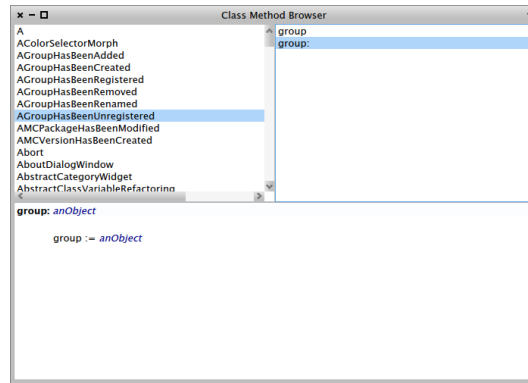 Class Method Browser
A
AColorSelectorMorph
AGroupHasBeenAdded
AGroupHasBeenCreated
AGroupHasBeenRegistered
AGroupHasBeenRemoved
AGroupHasBeenRenamed
AGroupHasBeenUnregistered
AMCPackageHasBeenModified
AMCVersionHasBeenCreated
Abort
AboutDialogWindow
AbstractCategoryWidget
AbstractClassVariableRefactoring
group
group:
group: anObject
group := anObject